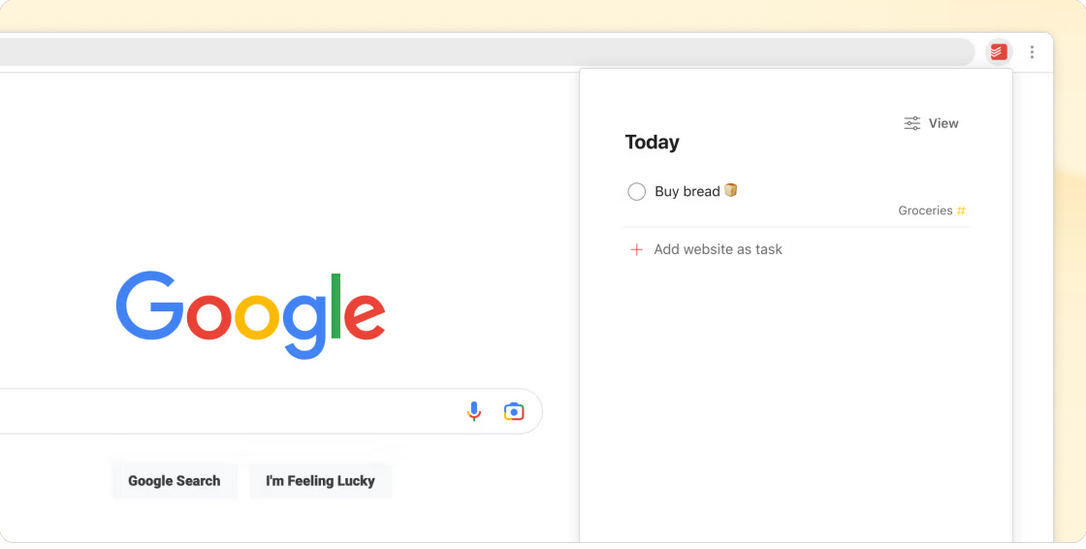 View
Today
Buy bread 🍞
Groceries #
Add website as task
Google
Google Search
I'm Feeling Lucky